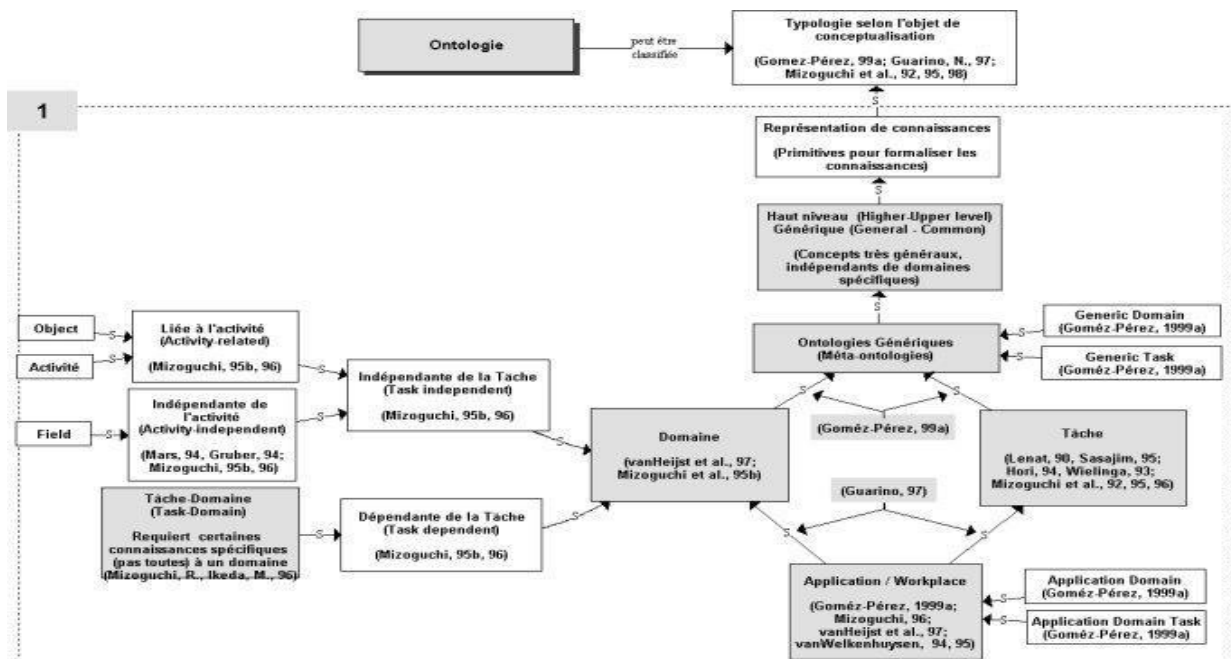 Ontologie
peut être
classifiée
Typologie selon l'objet de
conceptualisation
(Gomez-Pérez, 99a; Guarino, N., 97;
Mizoguchi et al., 92, 95, 98)
1
S
Représentation de connaissances
(Primitives pour formaliser les
connaissances)
S
Haut niveau (Higher-Upper level)
Générique (General - Common)
(Concepts très généraux,
indépendants de domaines
spécifiques)
S
Object
S
Activité
S
Liée à l'activité
(Activity-related)
(Mizoguchi, 95b, 96)
S
Ontologies Génériques
(Méta-ontologies)
S
Generic Domain
(Goméz-Pérez, 1999a)
S
Generic Task
(Goméz-Pérez, 1999a)
Indépendante de la Tâche
(Task independent)
(Mizoguchi, 95b, 96)
S
Field
S
Indépendante de
l'activité
(Activity-independent)
(Mars, 94, Gruber, 94;
Mizoguchi, 95b, 96)
S
S
S
(Goméz-Pérez, 99a)
Domaine
(vanHeijst et al., 97;
Mizoguchi et al., 95b)
Tâche
(Lenat, 90, Sasajim, 95;
Hori, 94, Wielinga, 93;
Mizoguchi et al., 92, 95, 96)
(Guarino, 97)
Tâche-Domaine
(Task-Domain)
Requiert certaines
connaissances spécifiques
(pas toutes) à un domaine
(Mizoguchi, R., Ikeda, M., 96)
S
Dépendante de la Tâche
(Task dependent)
(Mizoguchi, 95b, 96)
S
S
S
Application / Workplace
(Goméz-Pérez, 1999a;
Mizoguchi, 96;
vanHeijst et al., 97;
vanWelkenhuysen, 94, 95)
S
Application Domain
(Goméz-Pérez, 1999a)
S
Application Domain Task
(Goméz-Pérez, 1999a)